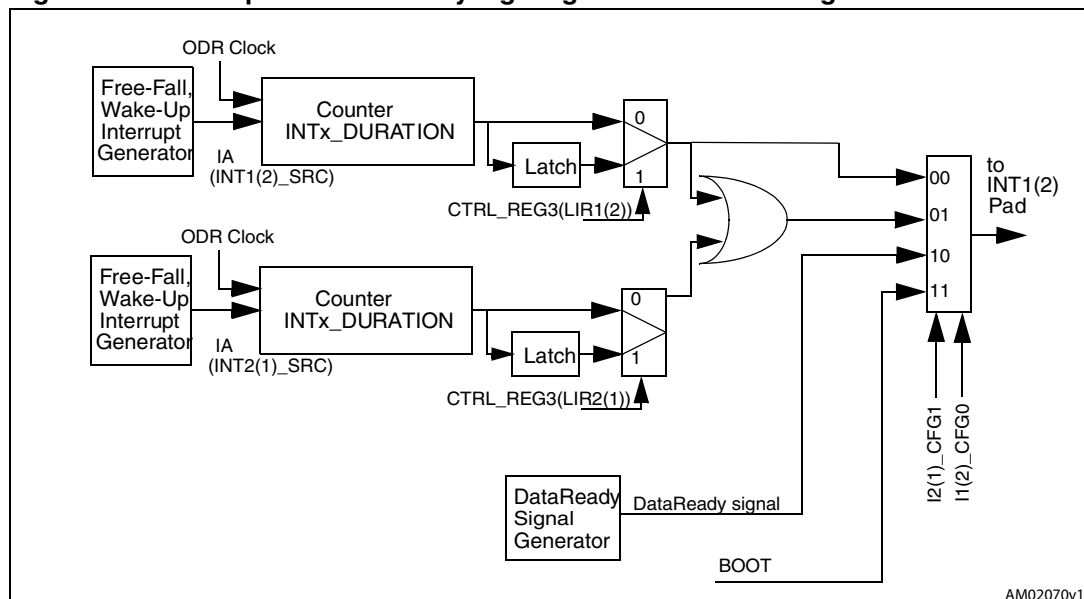 ODR Clock
Free-Fall,
Wake-Up
Interrupt
Generator
IA
(INT1(2)_SRC)
Counter
INTx_DURATION
Latch
0
1
CTRL_REG3(LIR1(2))
00
01
10
11
to
INT1(2)
Pad
ODR Clock
Free-Fall,
Wake-Up
Interrupt
Generator
IA
(INT2(1)_SRC)
Counter
INTx_DURATION
Latch
0
1
CTRL_REG3(LIR2(1))
I2(1)_CFG1
I1(2)_CFG0
DataReady
Signal
Generator
DataReady signal
BOOT
AM02070v1